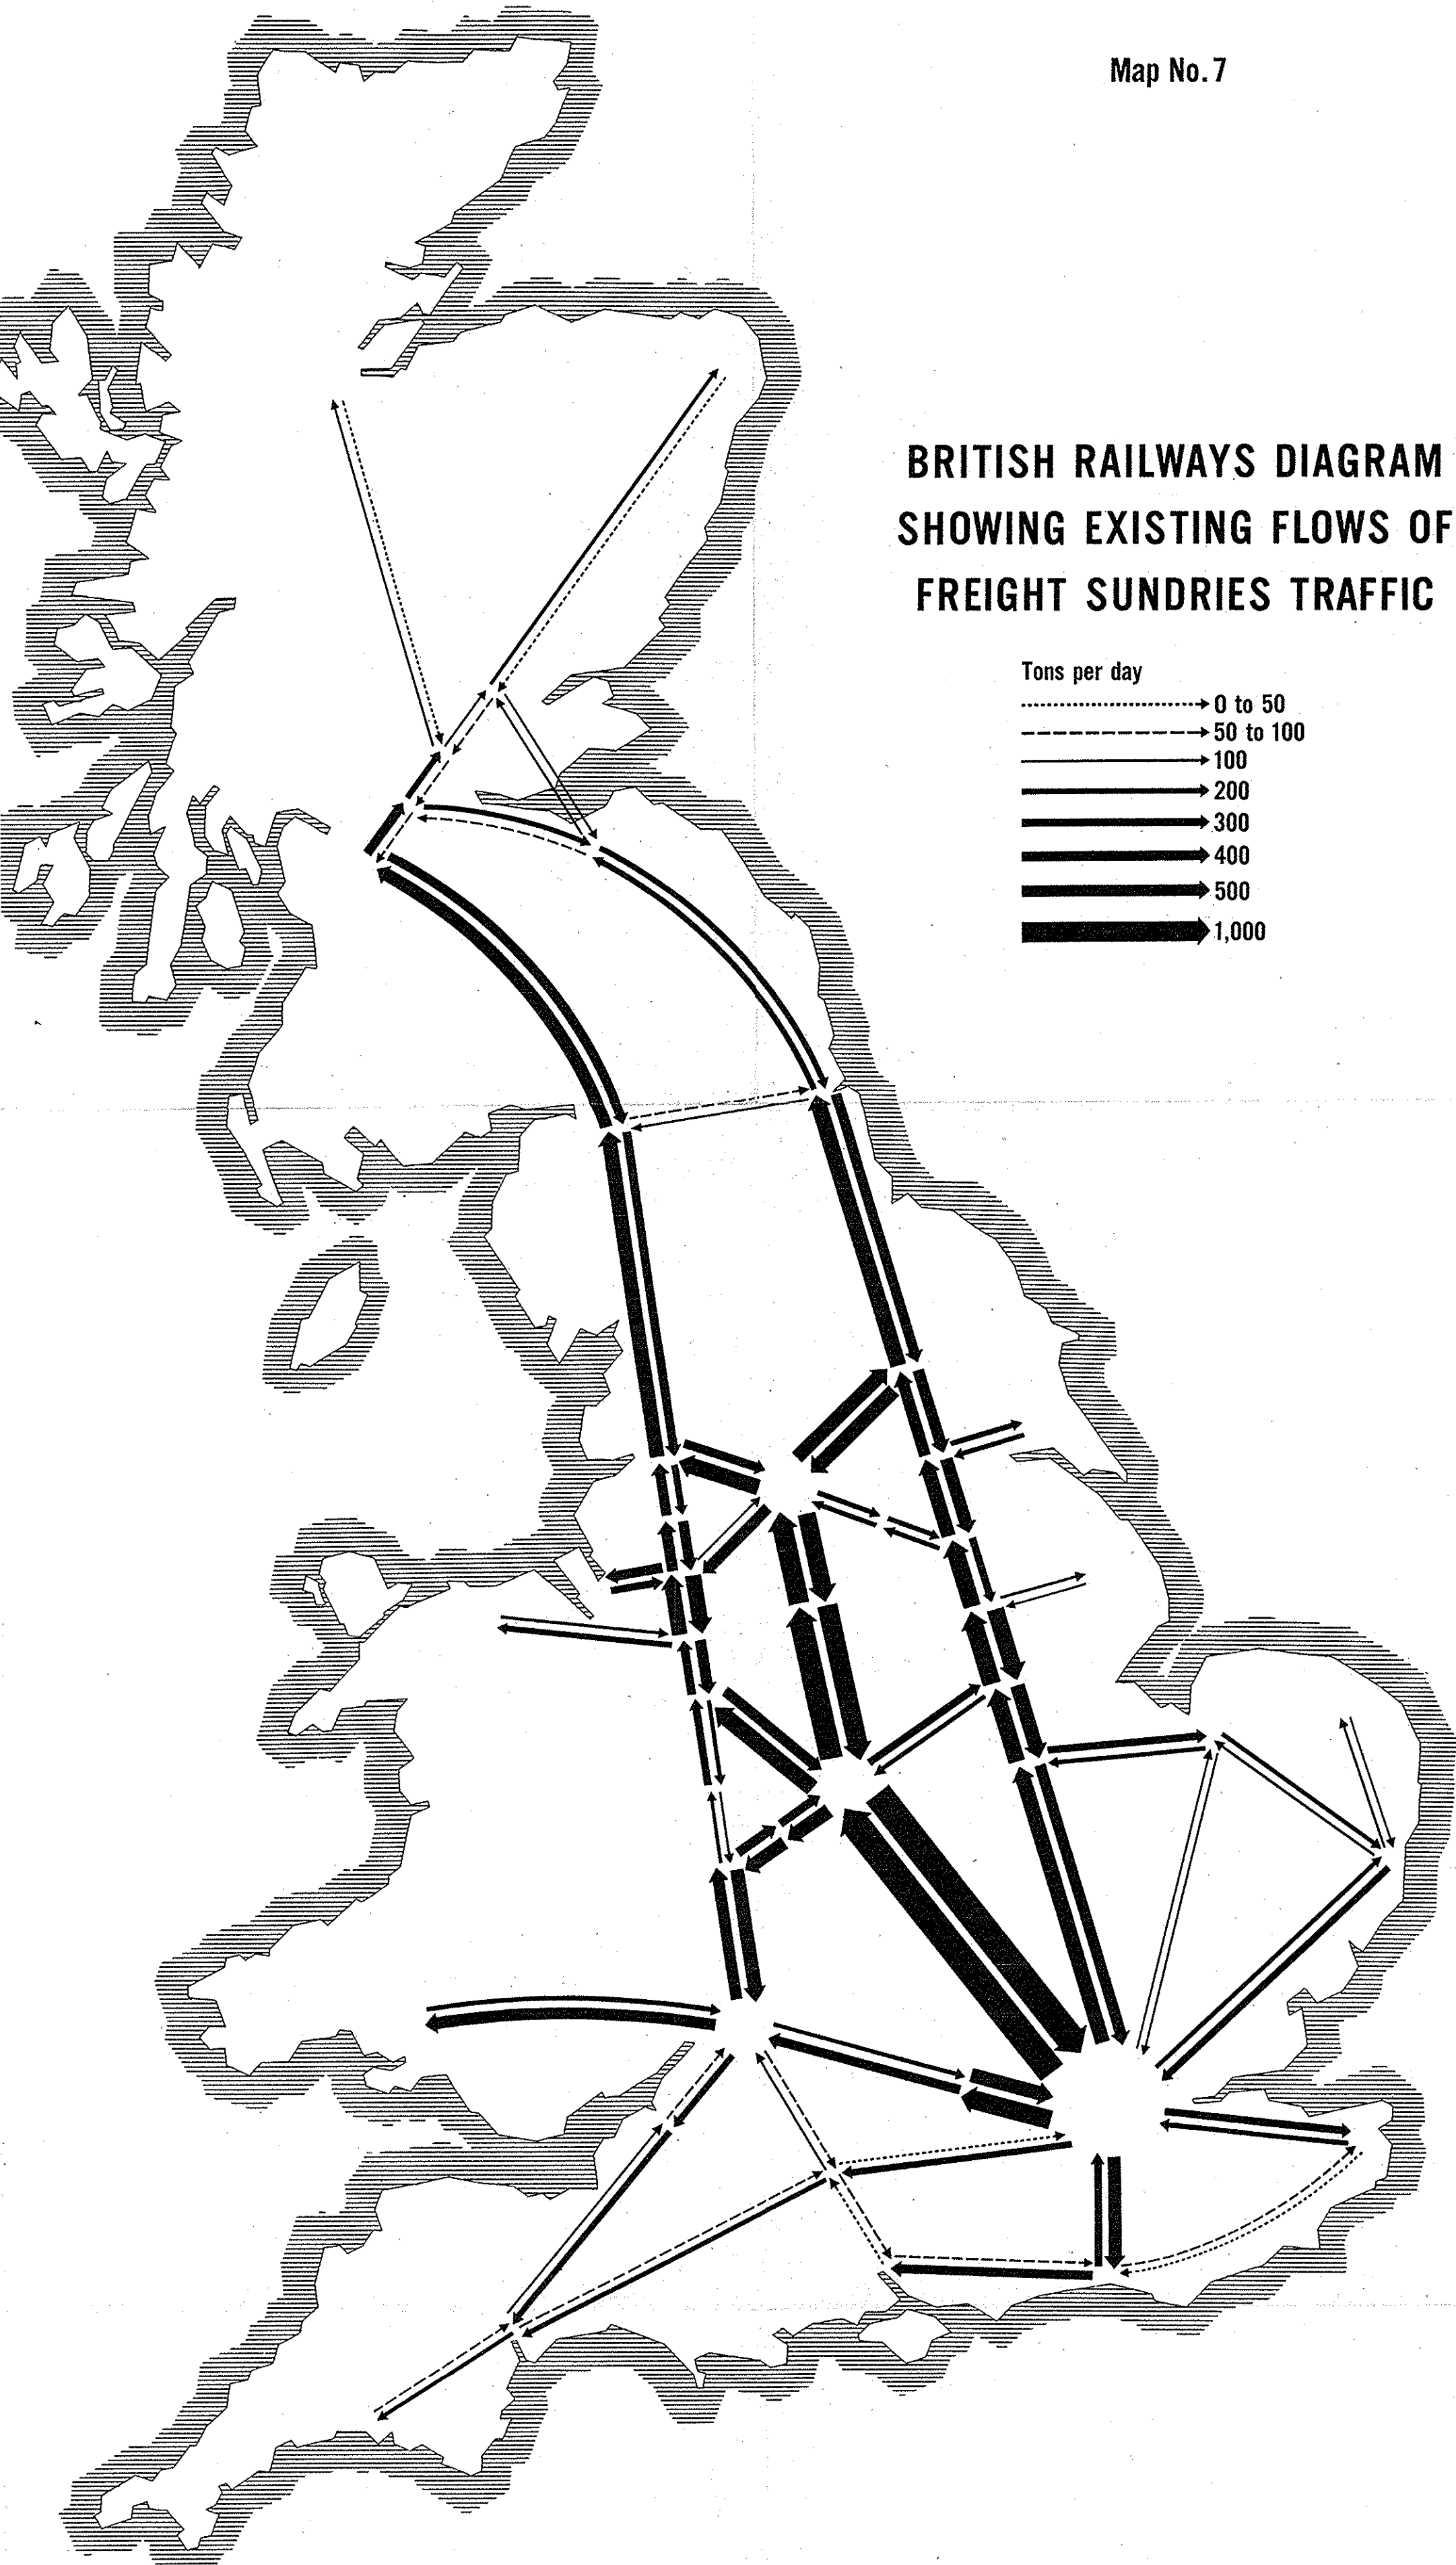 Map No. 7
BRITISH RAILWAYS DIAGRAM
SHOWING EXISTING FLOWS OF
FREIGHT SUNDRIES TRAFFIC
Tons per day
0 to 50
50 to 100
100
200
300
400
500
1,000